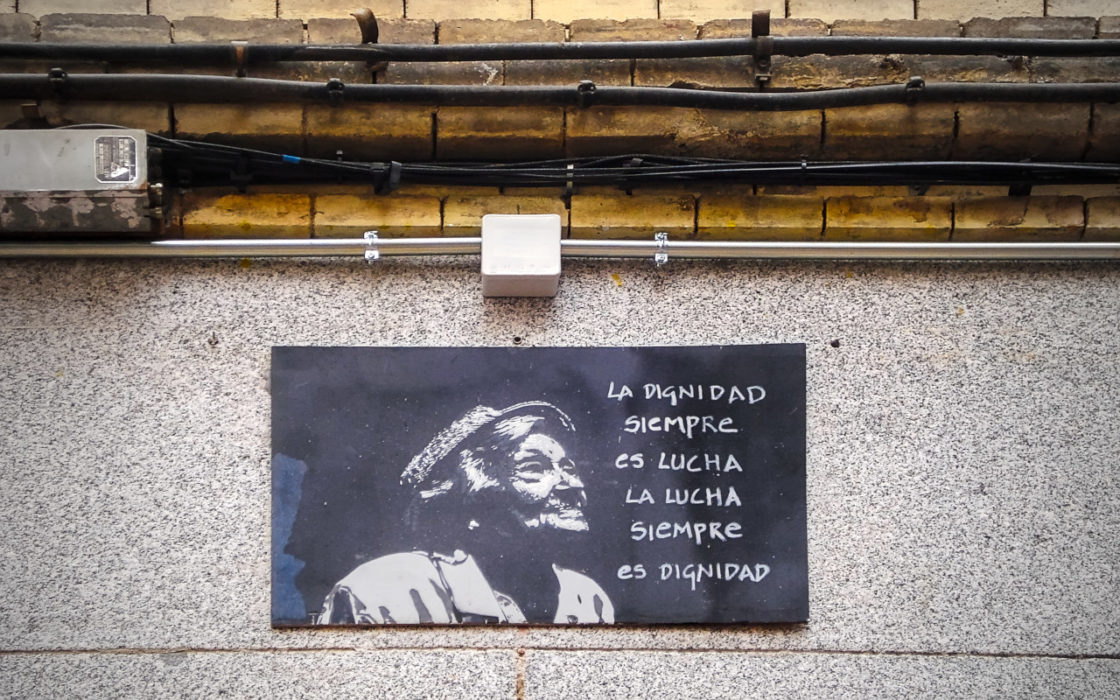 LA DIGNIDAD
SIEMPRE
ES LUCHA
LA LUCHA
SIEMPRE
ES DIGNIDAD